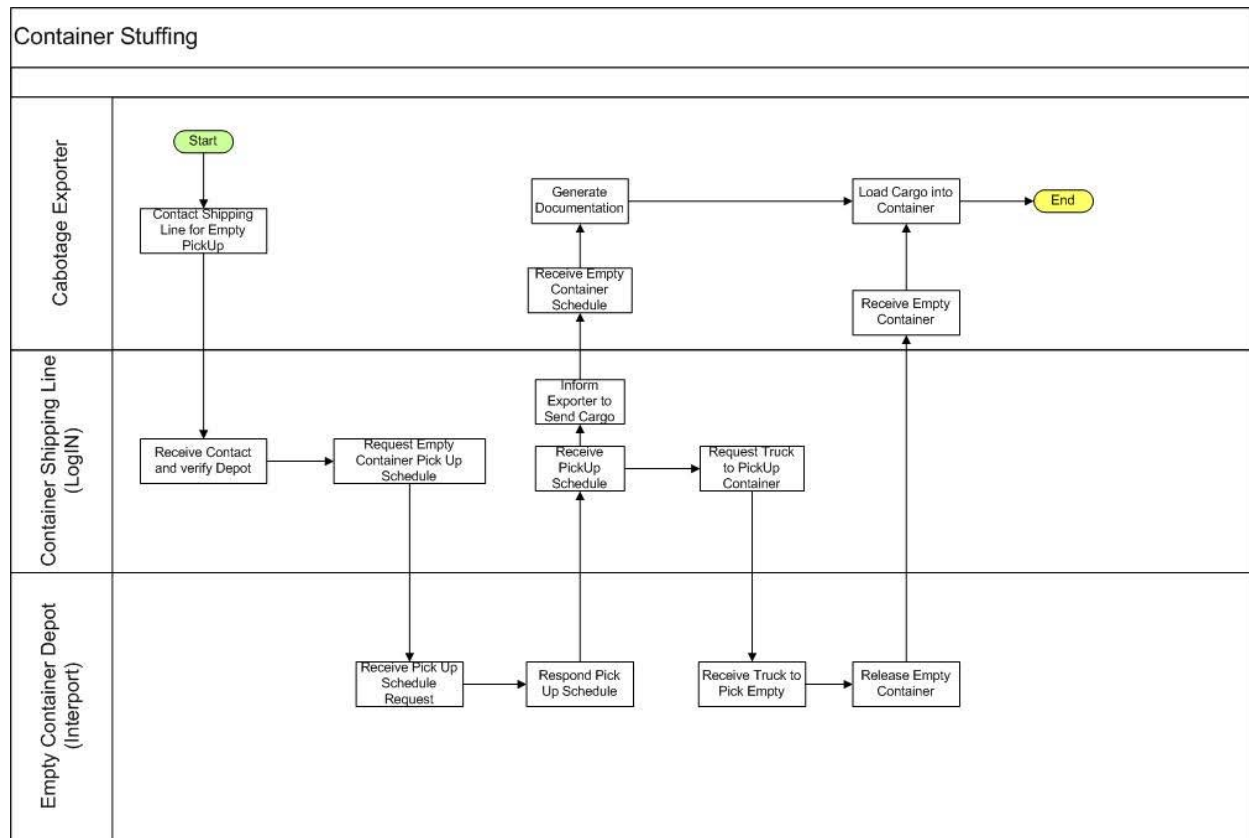 Container Stuffing
Cabotage Exporter
Start
Contact Shipping
Line for Empty
PickUp
Generate
Documentation
Load Cargo into
Container
End
Receive Empty
Container
Schedule
Receive Empty
Container
Container Shipping Line
(LogIN)
Inform
Exporter to
Send Cargo
Receive Contact
and verify Depot
Request Empty
Container Pick Up
Schedule
Receive
PickUp
Schedule
Request Truck
to PickUp
Container
Empty Container Depot
(Interport)
Receive Pick Up
Schedule
Request
Respond Pick
Up Schedule
Receive Truck to
Pick Empty
Release Empty
Container